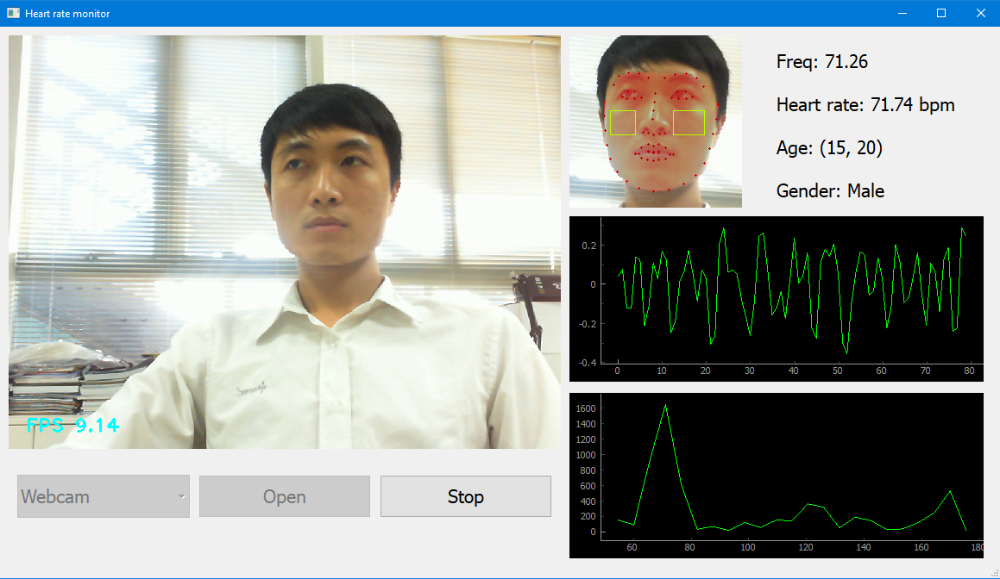 Heart rate monitor
Freq: 71.26
Heart rate: 71.74 bpm
Age: (15, 20)
Gender: Male
FPS 9.14
0.2
0
-0.2
-0.4
0 10 20 30 40 50 60 70 80
1600
1400
1200
1000
800
600
400
200
0
60 80 100 120 140 160 180
Webcam
Open
Stop